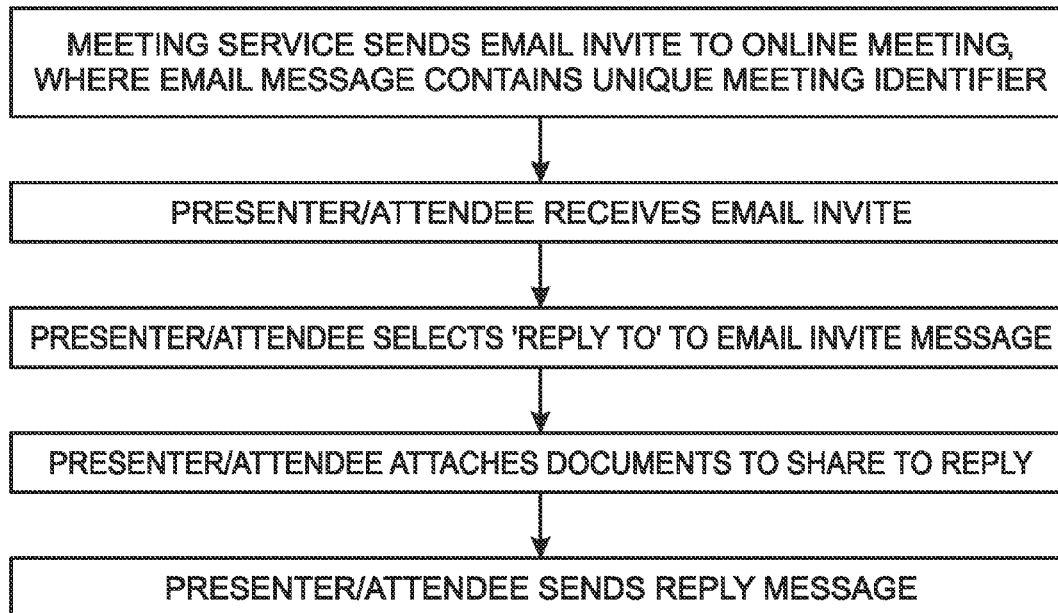 MEETING SERVICE SENDS EMAIL INVITE TO ONLINE MEETING,
WHERE EMAIL MESSAGE CONTAINS UNIQUE MEETING IDENTIFIER
PRESENTER/ATTENDEE RECEIVES EMAIL INVITE
PRESENTER/ATTENDEE SELECTS 'REPLY TO' TO EMAIL INVITE MESSAGE
PRESENTER/ATTENDEE ATTACHES DOCUMENTS TO SHARE TO REPLY
PRESENTER/ATTENDEE SENDS REPLY MESSAGE